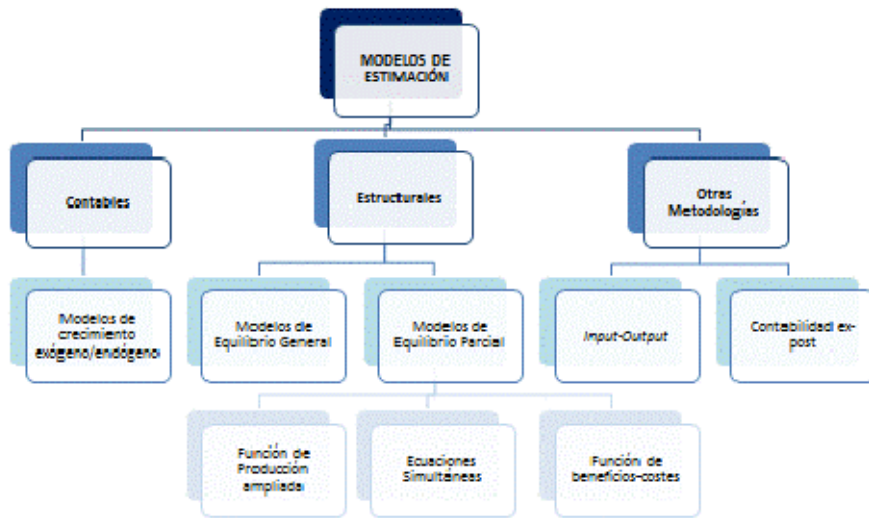 MODELOS DE
ESTIMACIÓN
Contables
Estructurales
Otras
Metodologías
Modelos de
crecimiento
exógeno/endógeno
Modelos de
Equilibrio General
Modelos de
Equilibrio Parcial
Input-Output
Contabilidad ex-
post
Función de
Producción
ampliada
Ecuaciones
Simultáneas
Función de
beneficios-costes